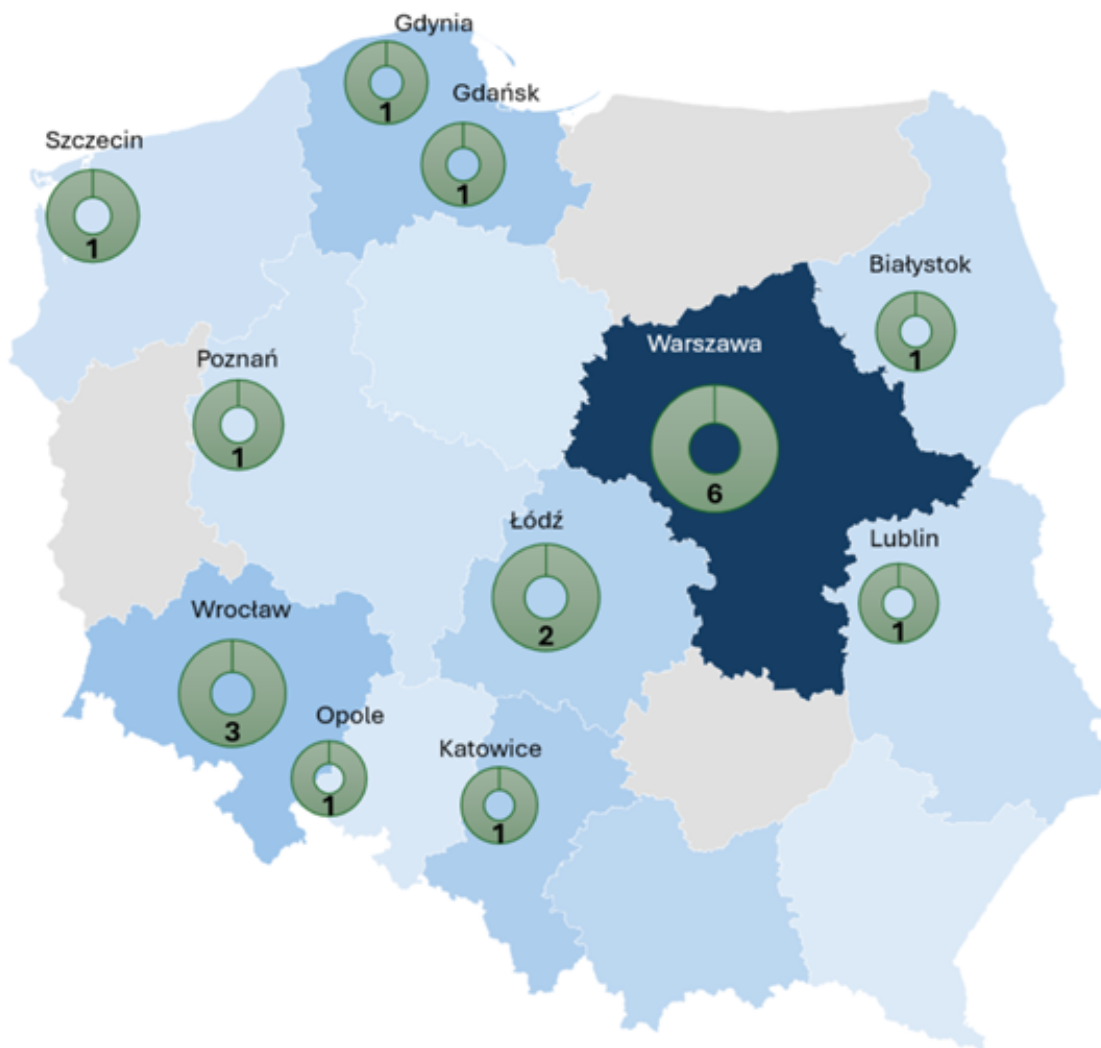 Gdynia
1
Gdańsk
1
Szczecin
1
Białystok
1
Warszawa
6
Poznań
1
Łódź
2
Lublin
1
Wrocław
3
Opole
1
Katowice
1